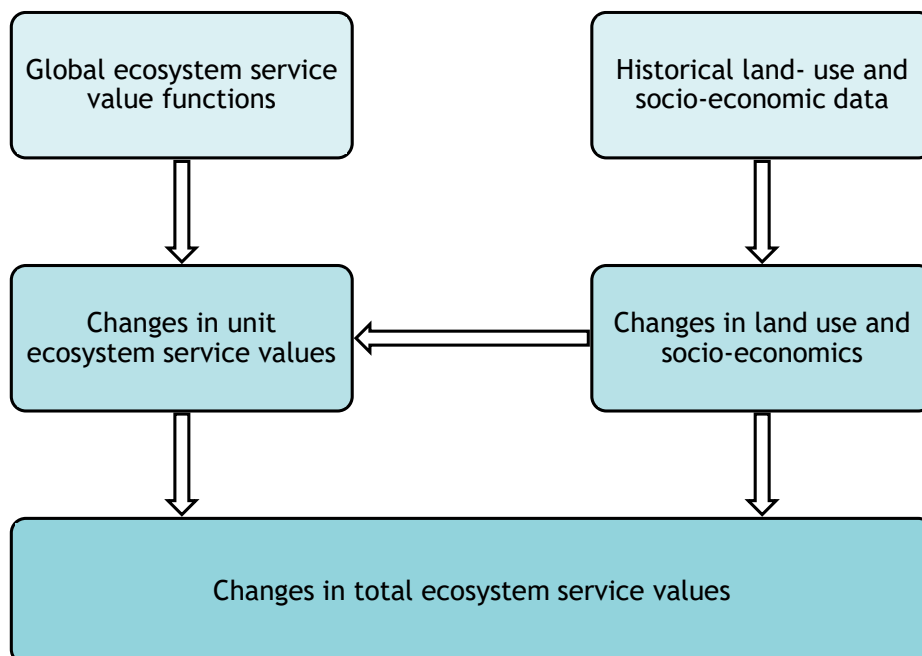 Global ecosystem service
value functions
Historical land- use and
socio-economic data
Changes in unit
ecosystem service values
Changes in land use and
socio-economics
Changes in total ecosystem service values